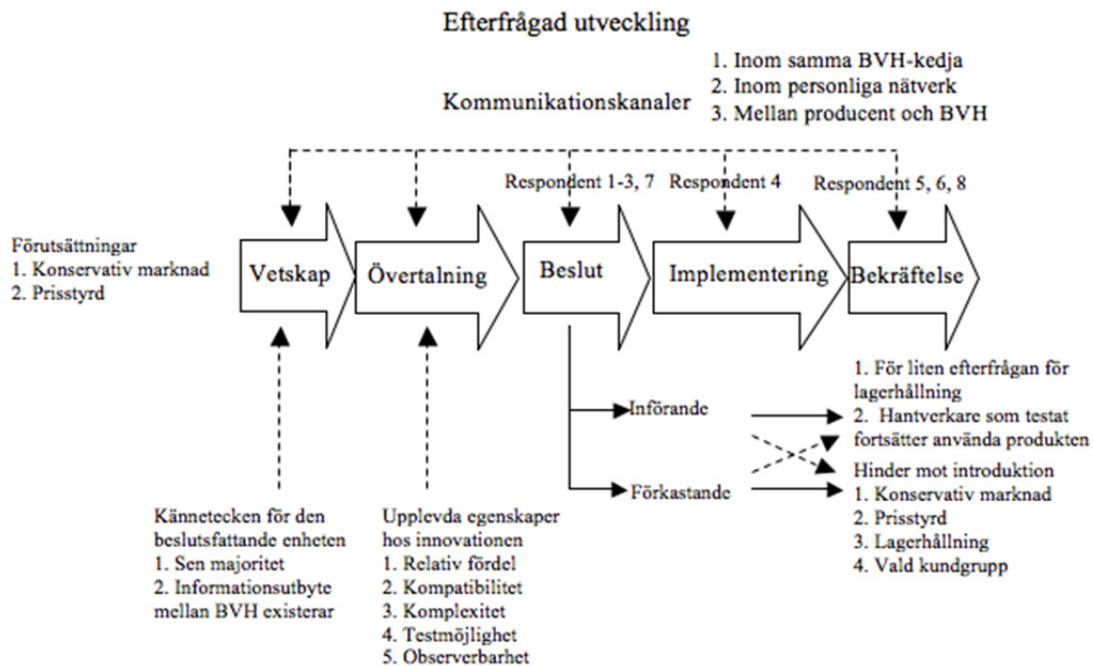 Efterfrågad utveckling
Kommunikationskanaler
1. Inom samma BVH-kedja
2. Inom personliga nätverk
3. Mellan producent och BVH
Respondent 1-3, 7
Respondent 4
Respondent 5, 6, 8
Förutsättningar
1. Konservativ marknad
2. Prisstyrd
Vetskap
Övertalning
Beslut
Implementering
Bekräftelse
Införande
Förkastande
1. För liten efterfrågan för
lagerhållning
2. Hantverkare som testat
fortsätter använda produkten
Hinder mot introduktion
1. Konservativ marknad
2. Prisstyrd
3. Lagerhållning
4. Vald kundgrupp
Kännetecken för den
beslutsfattande enheten
1. Sen majoritet
2. Informationsutbyte
mellan BVH existerar
Upplevda egenskaper
hos innovationen
1. Relativ fördel
2. Kompatibilitet
3. Komplexitet
4. Testmöjlighet
5. Observerbarhet